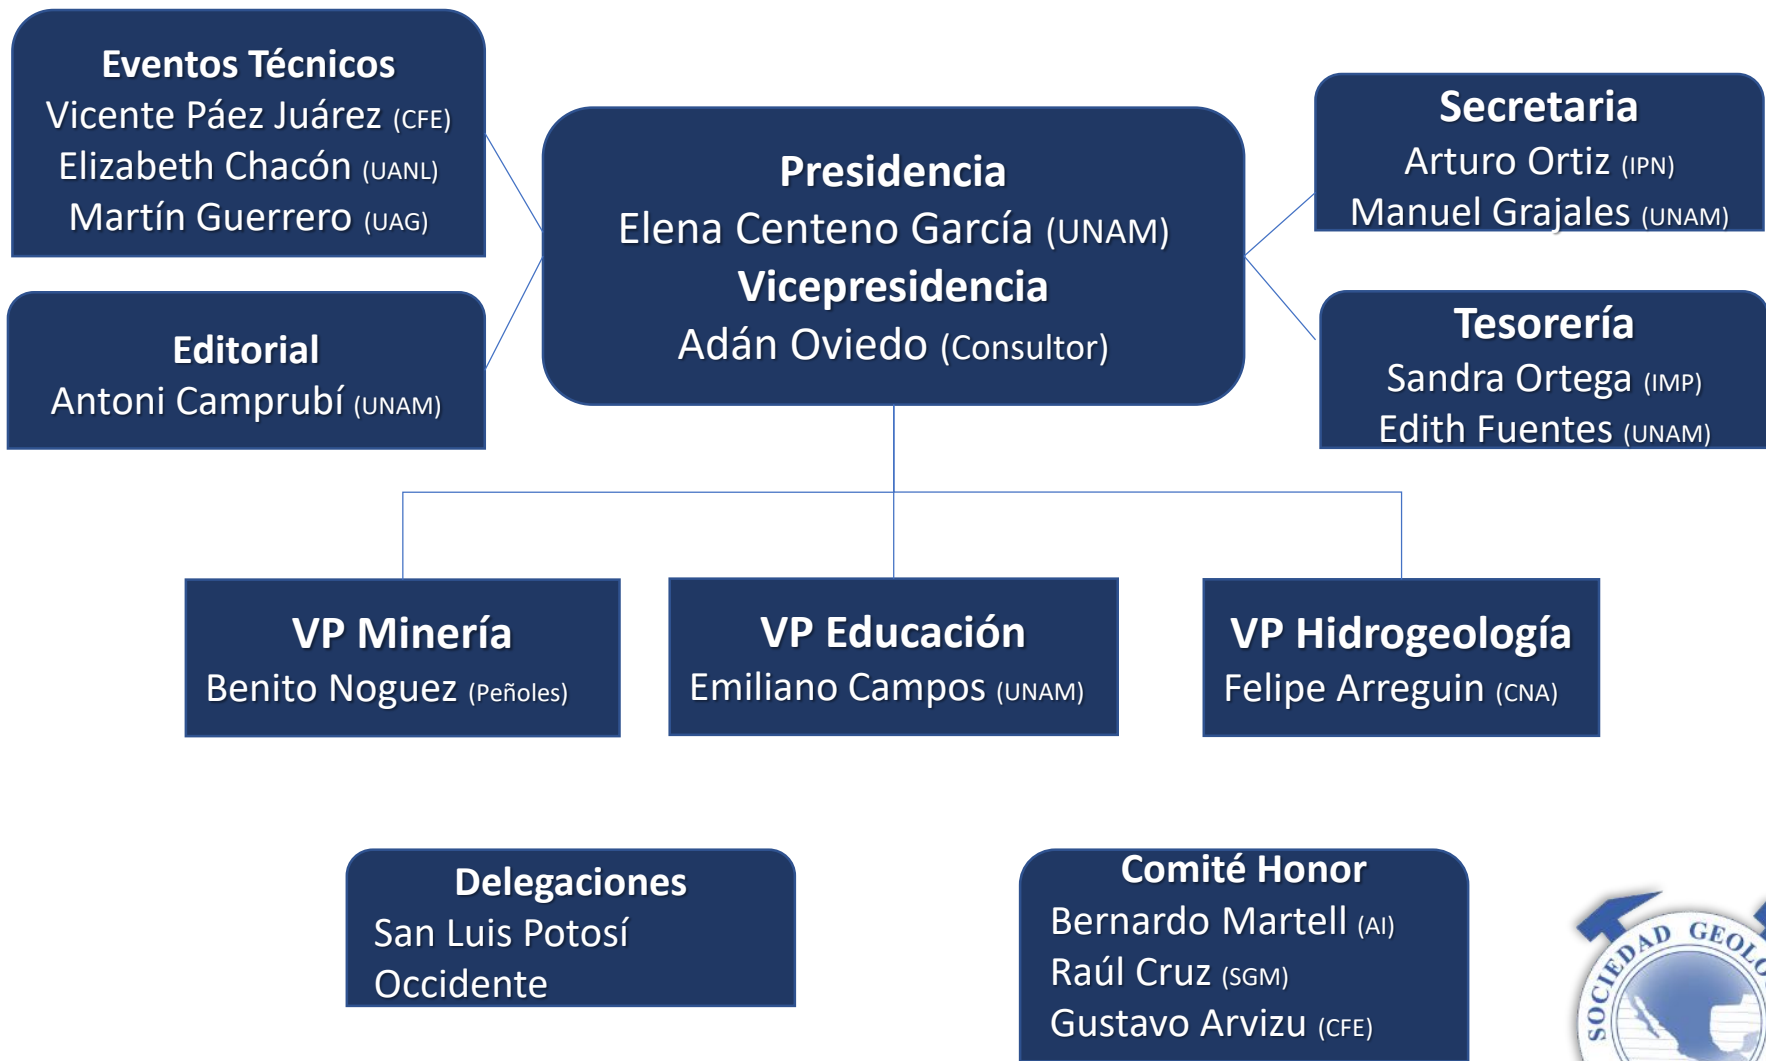 Eventos Técnicos
Vicente Páez Juárez (CFE)
Elizabeth Chacón (UANL)
Martín Guerrero (UAG)
Editorial
Antoni Camprubí (UNAM)
Presidencia
Elena Centeno García (UNAM)
Vicepresidencia
Adán Oviedo (Consultor)
Secretaria
Arturo Ortiz (IPN)
Manuel Grajales (UNAM)
Tesorería
Sandra Ortega (IMP)
Edith Fuentes (UNAM)
VP Minería
Benito Noguez (Peñoles)
VP Educación
Emiliano Campos (UNAM)
VP Hidrogeología
Felipe Arreguin (CNA)
Delegaciones
San Luis Potosí
Occidente
Comité Honor
Bernardo Martell (AI)
Raúl Cruz (SGM)
Gustavo Arvizu (CFE)
SOCIEDAD